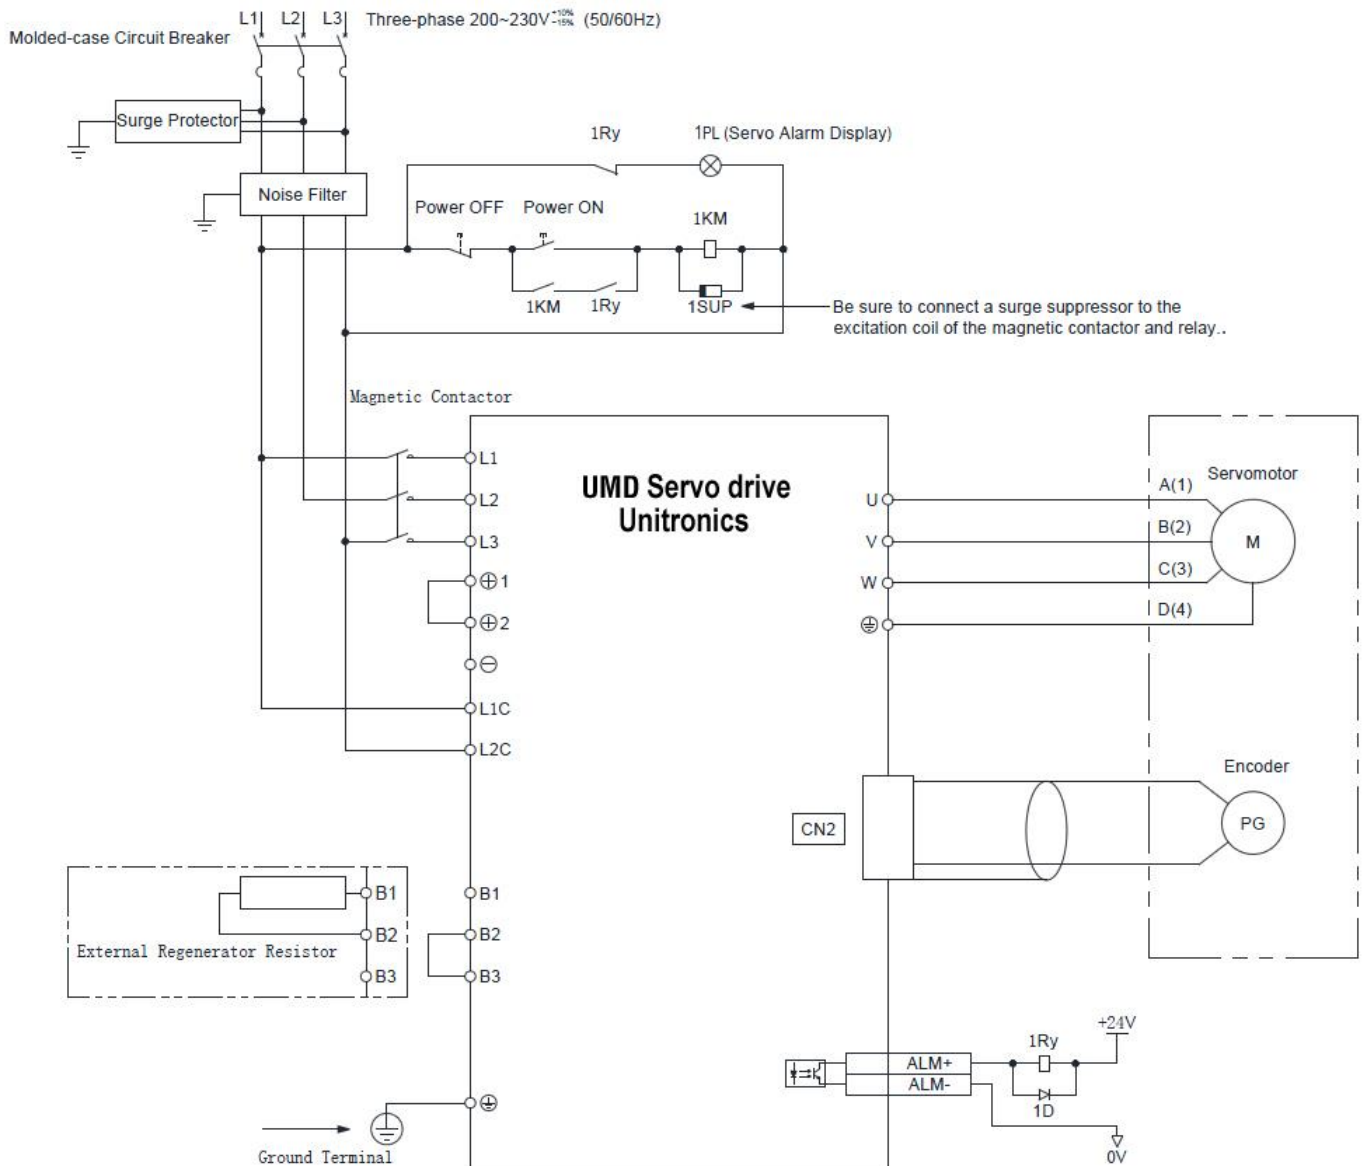 L1 L2 L3 Three-phase 200~230V +10% -15% (50/60Hz)
Molded-case Circuit Breaker
Surge Protector
1Ry 1PL (Servo Alarm Display)
Noise Filter
Power OFF Power ON
1KM
1KM 1Ry 1SUP
Be sure to connect a surge suppressor to the
excitation coil of the magnetic contactor and relay..
Magnetic Contactor
L1
L2
L3
1
2
L1C
L2C
UMD Servo drive
Unitronics
U
V
W
A(1)
B(2)
C(3)
D(4)
Servomotor
M
Encoder
PG
CN2
B1
B2
B3
External Regenerator Resistor
B1
B2
B3
+24V
1Ry
ALM+
ALM-
1D
0V
Ground Terminal